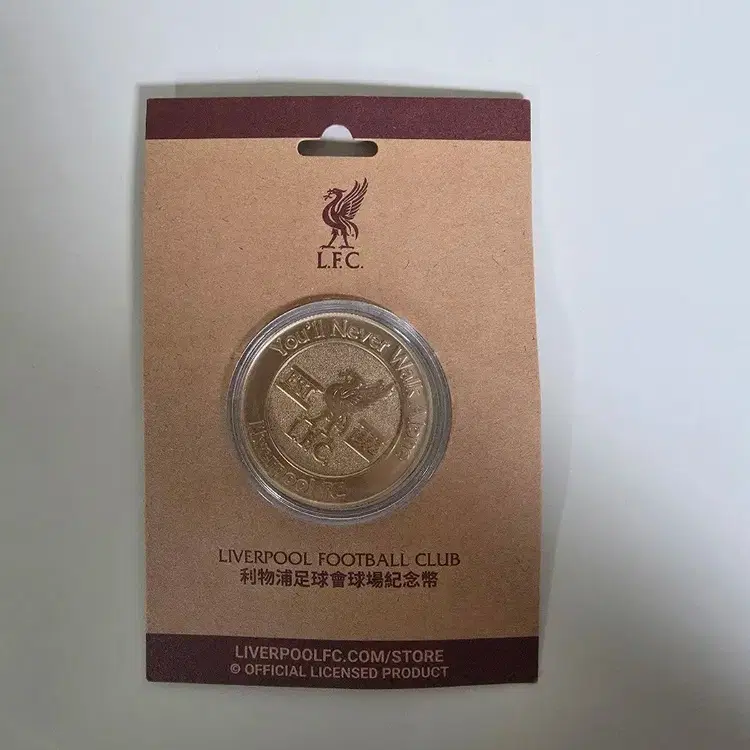 L.F.C.
You'll Never Walk Alone
L.F.C.
Liverpool FC
LIVERPOOL FOOTBALL CLUB
利物浦足球會球場紀念幣
LIVERPOOLFC.COM/STORE
© OFFICIAL LICENSED PRODUCT